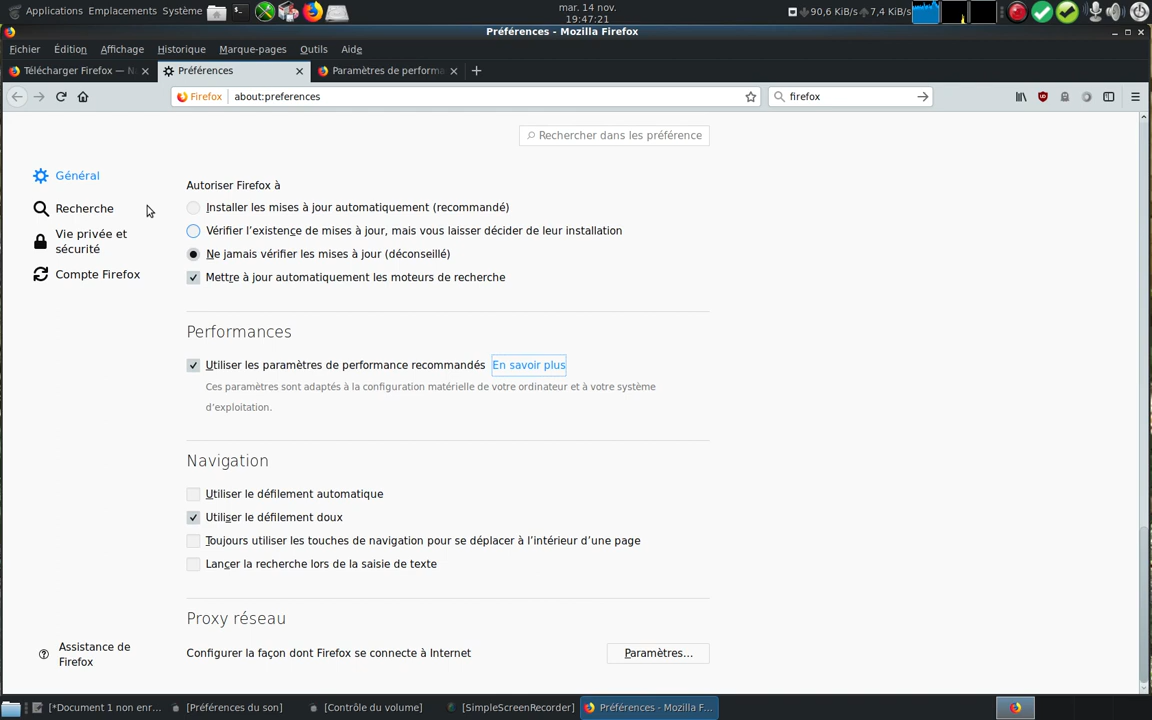 Applications Emplacements Système
mar. 14 nov.
19:47:21
90,6 KiB/s
7,4 KiB/s
Préférences - Mozilla Firefox
Fichier Édition Affichage Historique Marque-pages Outils Aide
Télécharger Firefox — N
Préférences
Paramètres de performa
Firefox
about:preferences
firefox
Rechercher dans les préférence
Général
Recherche
Vie privée et
sécurité
Compte Firefox
Autoriser Firefox à
Installer les mises à jour automatiquement (recommandé)
Vérifier l’existence de mises à jour, mais vous laisser décider de leur installation
Ne jamais vérifier les mises à jour (déconseillé)
Mettre à jour automatiquement les moteurs de recherche
Performances
Utiliser les paramètres de performance recommandés En savoir plus
Ces paramètres sont adaptés à la configuration matérielle de votre ordinateur et à votre système
d’exploitation.
Navigation
Utiliser le défilement automatique
Utiliser le défilement doux
Toujours utiliser les touches de navigation pour se déplacer à l’intérieur d’une page
Lancer la recherche lors de la saisie de texte
Proxy réseau
Configurer la façon dont Firefox se connecte à Internet
Paramètres...
Assistance de
Firefox
[*Document 1 non enr...
[Préférences du son]
[Contrôle du volume]
[SimpleScreenRecorder]
Préférences - Mozilla F...